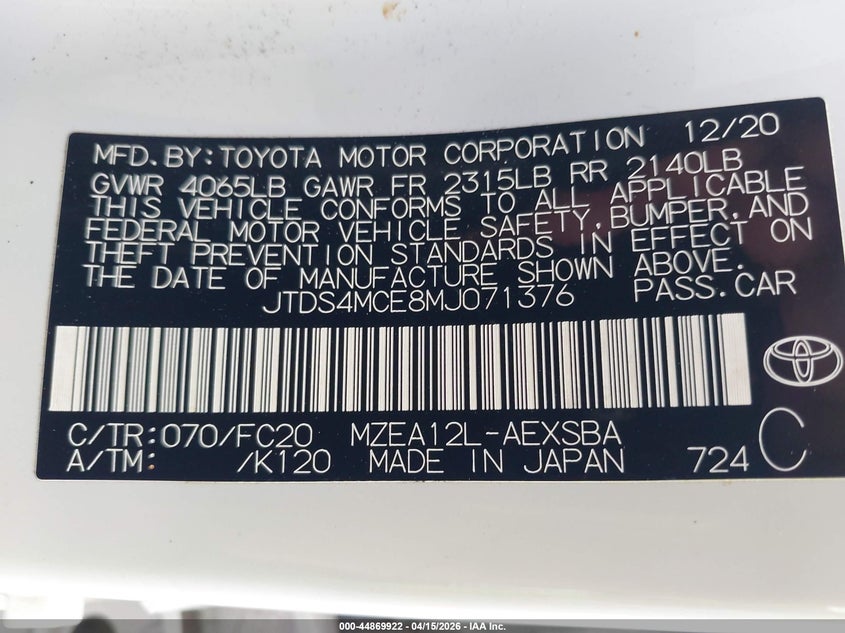 MFD.BY:TOYOTA MOTOR CORPORATION 12/20
GVWR 4065LB GAWR FR 2315LB RR 2140LB
THIS VEHICLE CONFORMS TO ALL APPLICABLE
FEDERAL MOTOR VEHICLE SAFETY,BUMPER,AND
THEFT PREVENTION STANDARDS IN EFFECT ON
THE DATE OF MANUFACTURE SHOWN ABOVE.
JTDS4MCE8MJ071376 PASS.CAR
C/TR:070/FC20 MZEA12L-AEXSBA
A/TM: /K120 MADE IN JAPAN 724 C
000-44869922 - 04/15/2026 - IAA Inc.